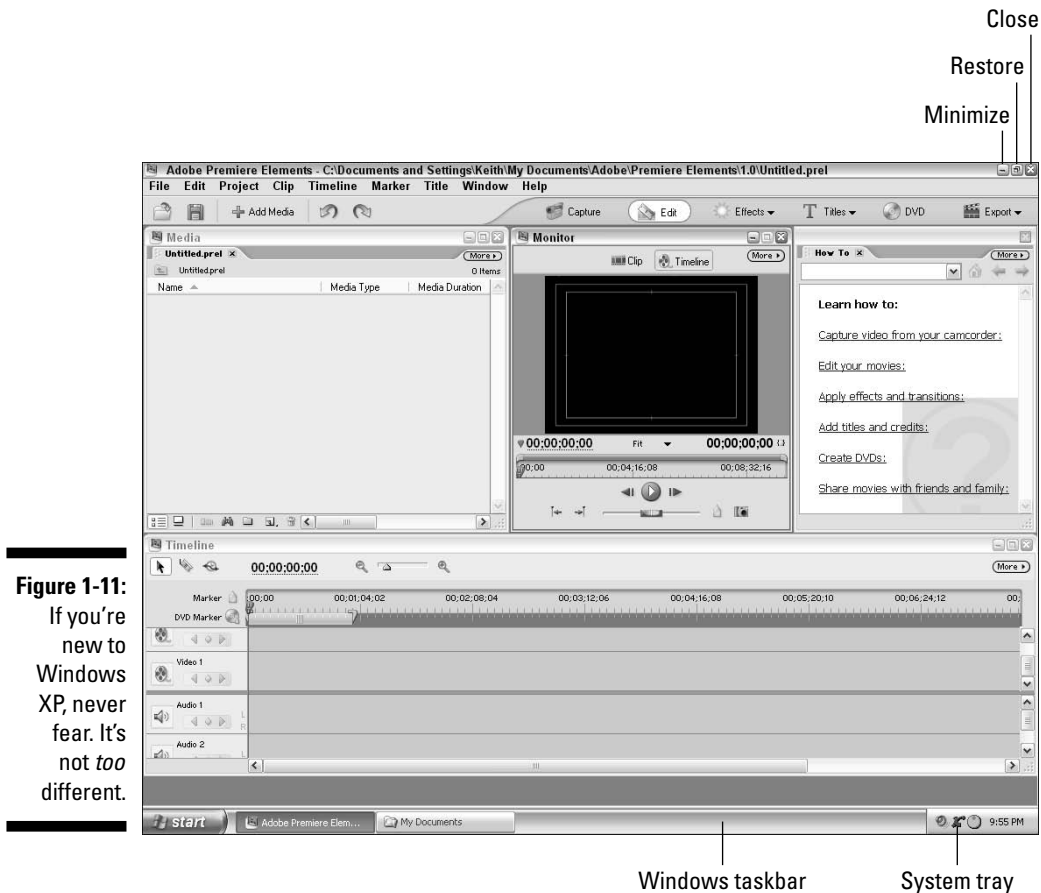 Close
Restore
Minimize
Adobe Premiere Elements - C:\Documents and Settings\Keith\My Documents\Adobe\Premiere Elements\1.0\Untitled.prel
File Edit Project Clip Timeline Marker Title Window Help
Add Media Capture Edit Effects Titles DVD Export
Media
Untitled.prel More
Untitled.prel 0 Items
Name Media Type Media Duration
Monitor
Clip Timeline More
00;00;00;00 Fit 00;00;00;00
00;00 00;04;16;08 00;08;32;16
How To More
Learn how to:
Capture video from your camcorder:
Edit your movies:
Apply effects and transitions:
Add titles and credits:
Create DVDs:
Share movies with friends and family:
Timeline
00;00;00;00 More
Marker ;00;00 00;01;04;02 00;02;08;04 00;03;12;06 00;04;16;08 00;05;20;10 00;06;24;12 00;
DVD Marker
Video 1
Audio 1
L
R
Audio 2
L
start Adobe Premiere Elem... My Documents 9:55 PM
Windows taskbar System tray
Figure 1-11:
If you're
new to
Windows
XP, never
fear. It's
not too
different.